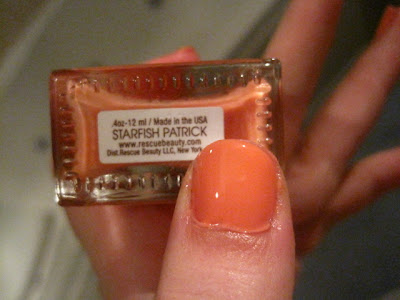 .4oz-12 ml / Made in the USA
STARFISH PATRICK
www.rescuebeauty.com
Dist.Rescue Beauty LLC, New York